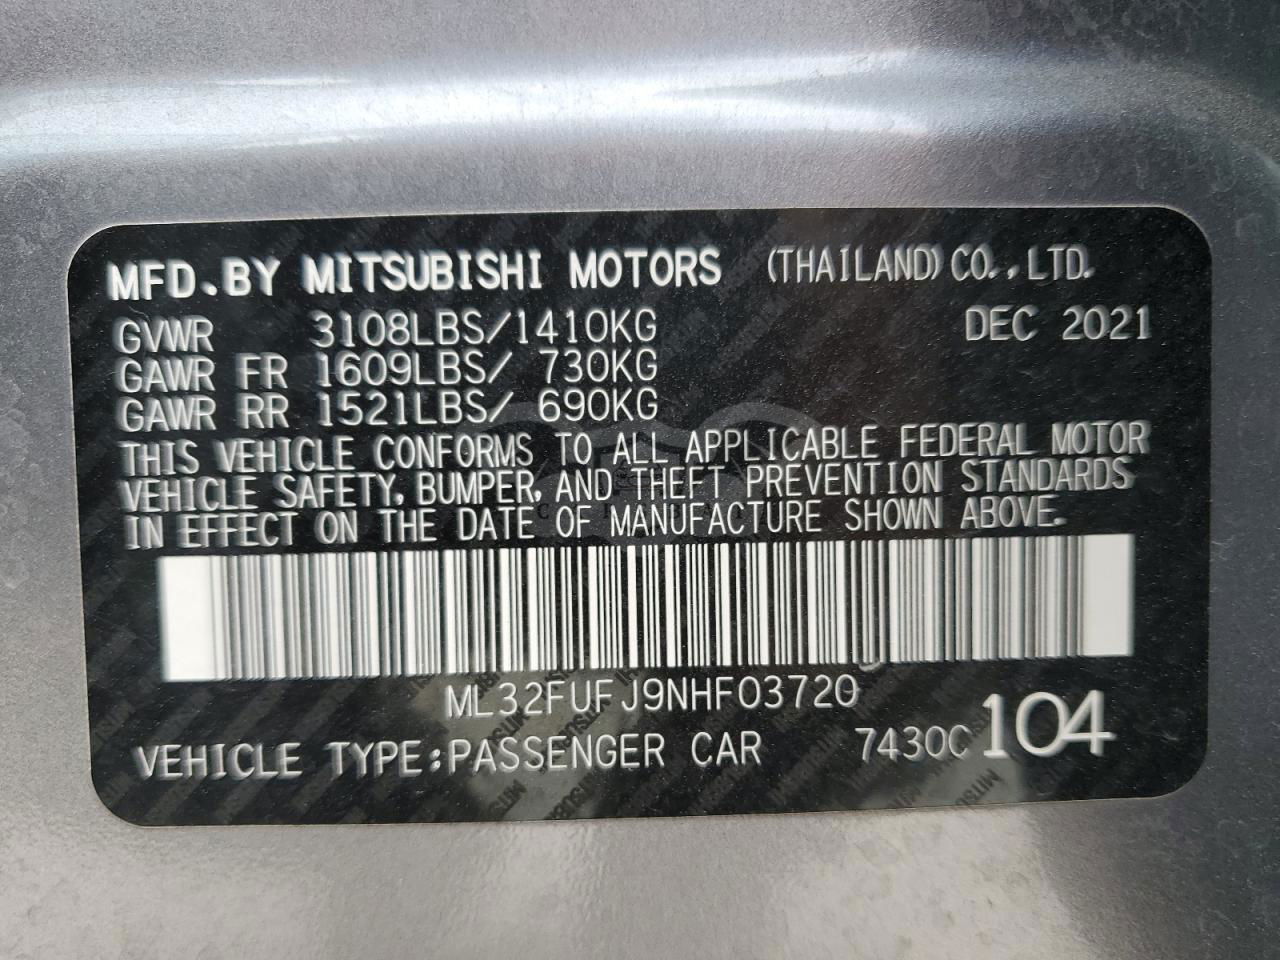 MFD.BY MITSUBISHI MOTORS (THAILAND) CO.,LTD.
GVWR 3108LBS/1410KG DEC 2021
GAWR FR 1609LBS/ 730KG
GAWR RR 1521LBS/ 690KG
THIS VEHICLE CONFORMS TO ALL APPLICABLE FEDERAL MOTOR
VEHICLE SAFETY, BUMPER, AND THEFT PREVENTION STANDARDS
IN EFFECT ON THE DATE OF MANUFACTURE SHOWN ABOVE.
ML32FUFJ9NHF03720
VEHICLE TYPE:PASSENGER CAR 7430C 104